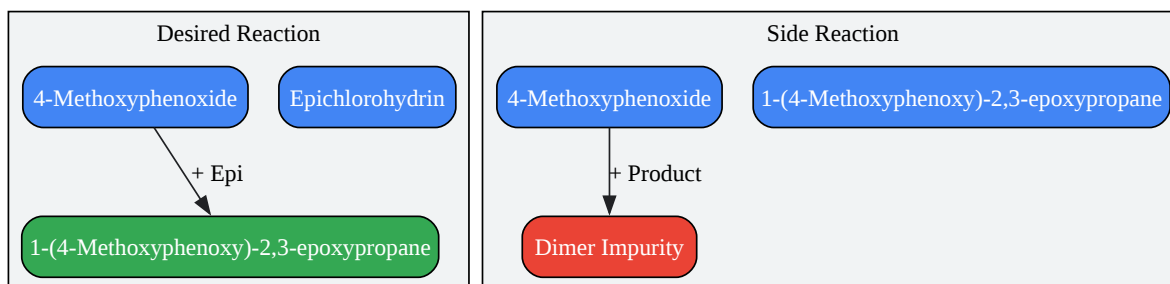 Desired Reaction
4-Methoxyphenoxide
Epichlorohydrin
+ Epi
1-(4-Methoxyphenoxy)-2,3-epoxypropane
Side Reaction
4-Methoxyphenoxide
1-(4-Methoxyphenoxy)-2,3-epoxypropane
+ Product
Dimer Impurity